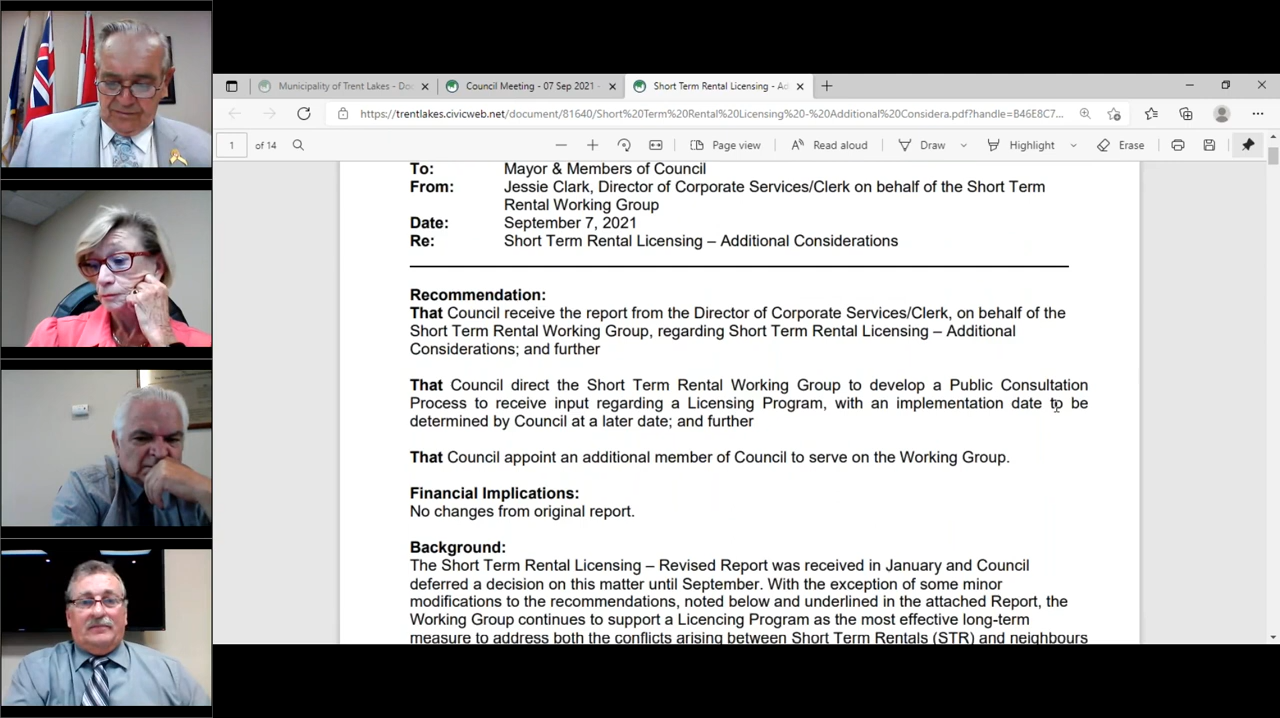 Municipality of Trent Lakes - Doc
Council Meeting - 07 Sep 2021 -
Short Term Rental Licensing - Ad
https://trentlakes.civicweb.net/document/81640/Short%20Term%20Rental%20Licensing%20-%20Additional%20Considera.pdf?handle=B46E8C7...
1 of 14
Page view
Read aloud
Draw
Highlight
Erase
To: Mayor & Members of Council
From: Jessie Clark, Director of Corporate Services/Clerk on behalf of the Short Term
Rental Working Group
Date: September 7, 2021
Re: Short Term Rental Licensing – Additional Considerations
Recommendation:
That Council receive the report from the Director of Corporate Services/Clerk, on behalf of the
Short Term Rental Working Group, regarding Short Term Rental Licensing – Additional
Considerations; and further
That Council direct the Short Term Rental Working Group to develop a Public Consultation
Process to receive input regarding a Licensing Program, with an implementation date to be
determined by Council at a later date; and further
That Council appoint an additional member of Council to serve on the Working Group.
Financial Implications:
No changes from original report.
Background:
The Short Term Rental Licensing – Revised Report was received in January and Council
deferred a decision on this matter until September. With the exception of some minor
modifications to the recommendations, noted below and underlined in the attached Report, the
Working Group continues to support a Licencing Program as the most effective long-term
measure to address both the conflicts arising between Short Term Rentals (STR) and neighbours